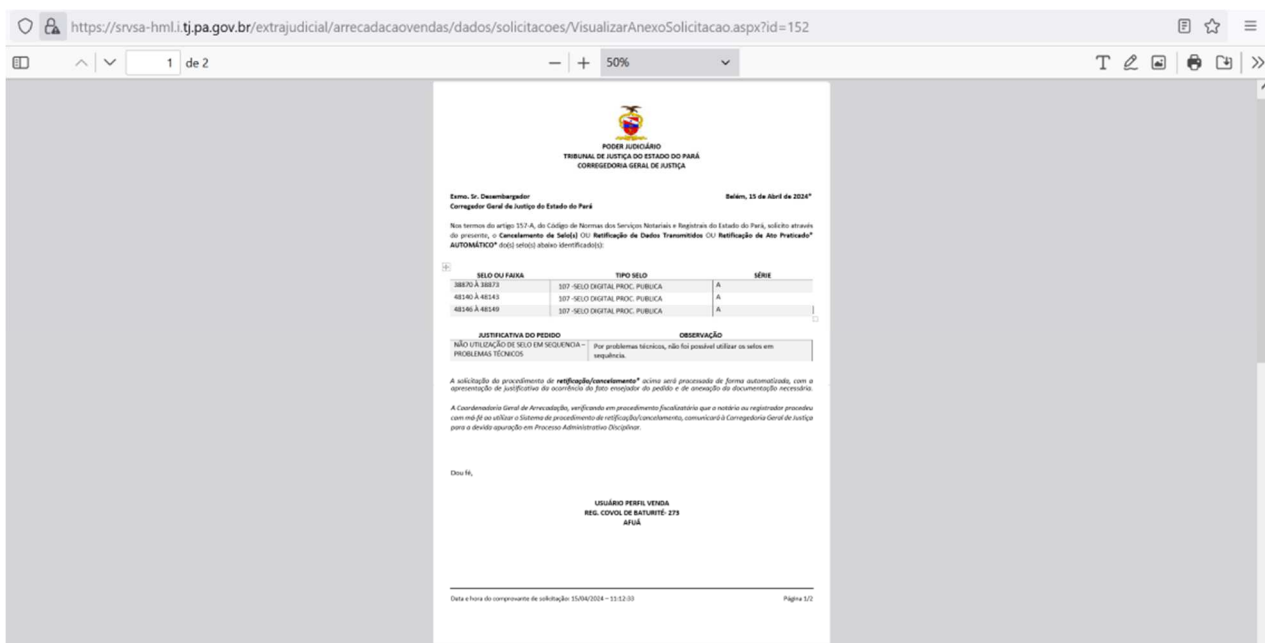 https://srvsa-hml.i.tj.pa.gov.br/extrajudicial/arrecadacaovendas/dados/solicitacoes/VisualizarAnexoSolicitacao.aspx?id=152
1 de 2
50%
PODER JUDICIÁRIO
TRIBUNAL DE JUSTIÇA DO ESTADO DO PARÁ
CORREGEDORIA GERAL DE JUSTIÇA
Exmo. Sr. Desembargador
Belém, 15 de Abril de 2024*
Corregador Geral de Justiço do Estado do Pará
Nos termos do artigo 157-A, do Código de Normas dos Serviços Notariais e Registrais do Estado do Pará, solicito através
do presente, o Cancelamento de Selo(s) OU Retificação de Dados Transmitidos OU Retificação de Ato Praticado*
AUTOMÁTICO* do(s) selo(s) abaixo identificado(s):
SELO OU FAIXA TIPO SELO SÉRIE
38870 À 38873 107 -SELO DIGITAL PROC. PUBLICA A
48140 À 48143 107 -SELO DIGITAL PROC. PUBLICA A
48146 À 48149 107 -SELO DIGITAL PROC. PUBLICA A
JUSTIFICATIVA DO PEDIDO OBSERVAÇÃO
NÃO UTILIZAÇÃO DE SELO EM SEQUENCIA – Por problemas técnicos, não foi possível utilizar os selos em
PROBLEMAS TÉCNICOS sequência.
A solicitação do procedimento de retificação/cancelamento* acima será processada de forma automatizada, com a
apresentação de justificativa da ocorrência do fato ensejador do pedido e de anexação da documentação necessária.
A Coordenadoria Geral de Arrecadação, verificando em procedimento fiscalizatório que o notário ou registrador procedeu
com má-fé ao utilizar o Sistema de procedimento de retificação/cancelamento, comunicará à Corregedoria Geral de Justiça
para a devida apuração em Processo Administrativo Disciplinar.
Dou fé,
USUÁRIO PERFIL VENDA
REG. COVOL DE BATURITÉ- 273
AFUÁ
Data e hora do comprovante de solicitação: 15/04/2024 – 11:12:33 Página 1/2